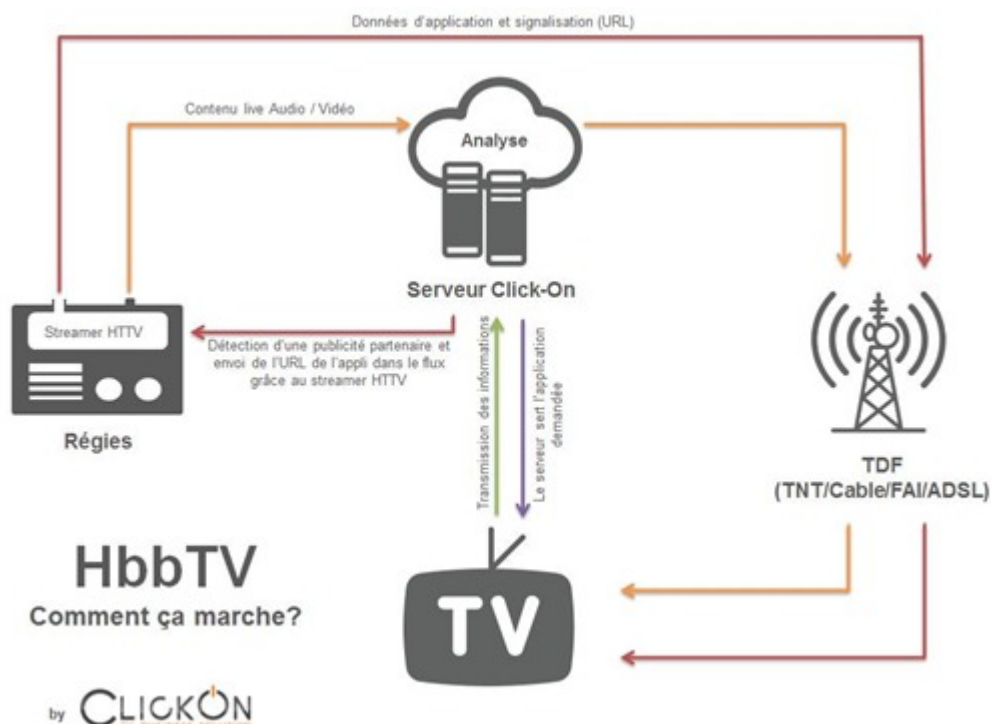 Données d'application et signalisation (URL)
Contenu live Audio / Vidéo
Analyse
Serveur Click-On
Streamer HTTV
Détection d'une publicité partenaire et
envoi de l'URL de l'appli dans le flux
grâce au streamer HTTV
Régies
Transmission des informations
Le serveur sert l'application
demandée
TDF
(TNT/Cable/FAI/ADSL)
HbbTV
Comment ça marche?
TV
by CLICKON